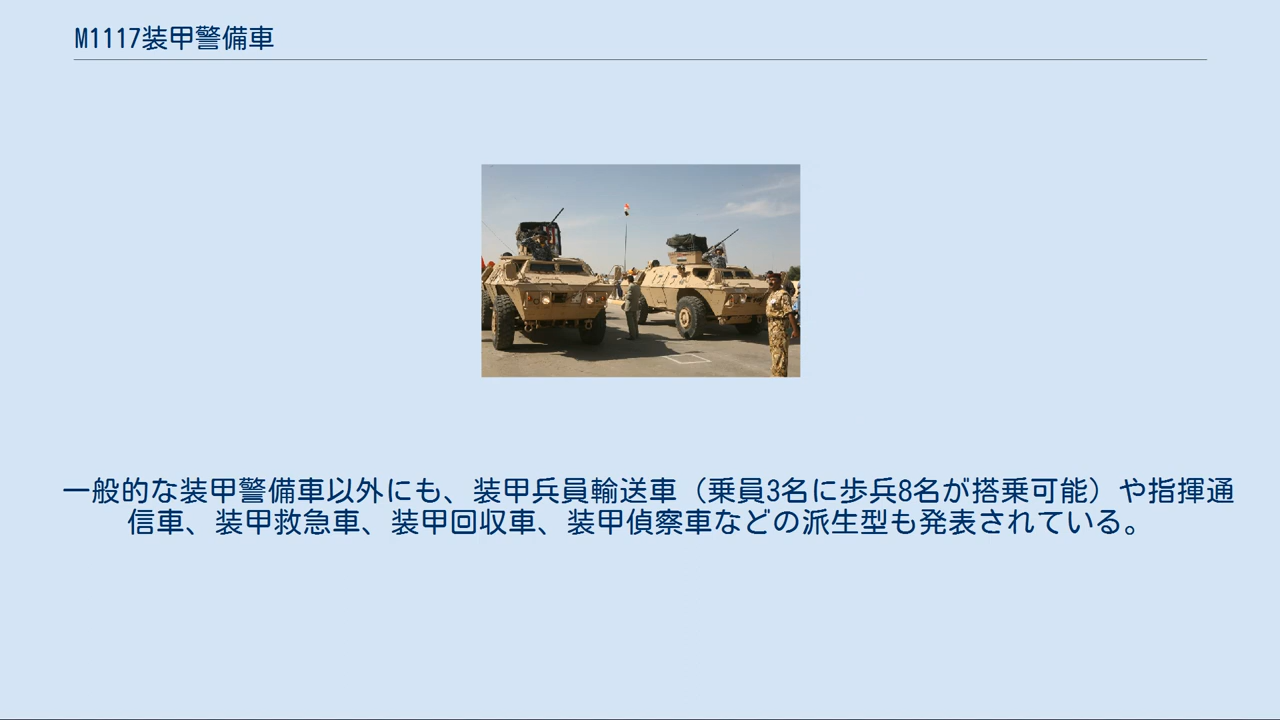 M1117装甲警備車
一般的な装甲警備車以外にも、装甲兵員輸送車（乗員3名に歩兵8名が搭乗可能）や指揮通
信車、装甲救急車、装甲回収車、装甲偵察車などの派生型も発表されている。